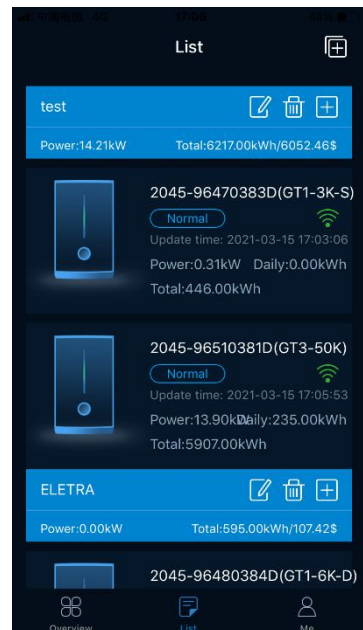 List
test
Power:14.21kW Total:6217.00kWh/6052.46$
2045-96470383D(GT1-3K-S)
Normal
Update time: 2021-03-15 17:03:06
Power:0.31kW Daily:0.00kWh
Total:446.00kWh
2045-96510381D(GT3-50K)
Normal
Update time: 2021-03-15 17:05:53
Power:13.90kW Daily:235.00kWh
Total:5907.00kWh
ELETRA
Power:0.00kW Total:595.00kWh/107.42$
2045-96480384D(GT1-6K-D)
Overview List Me